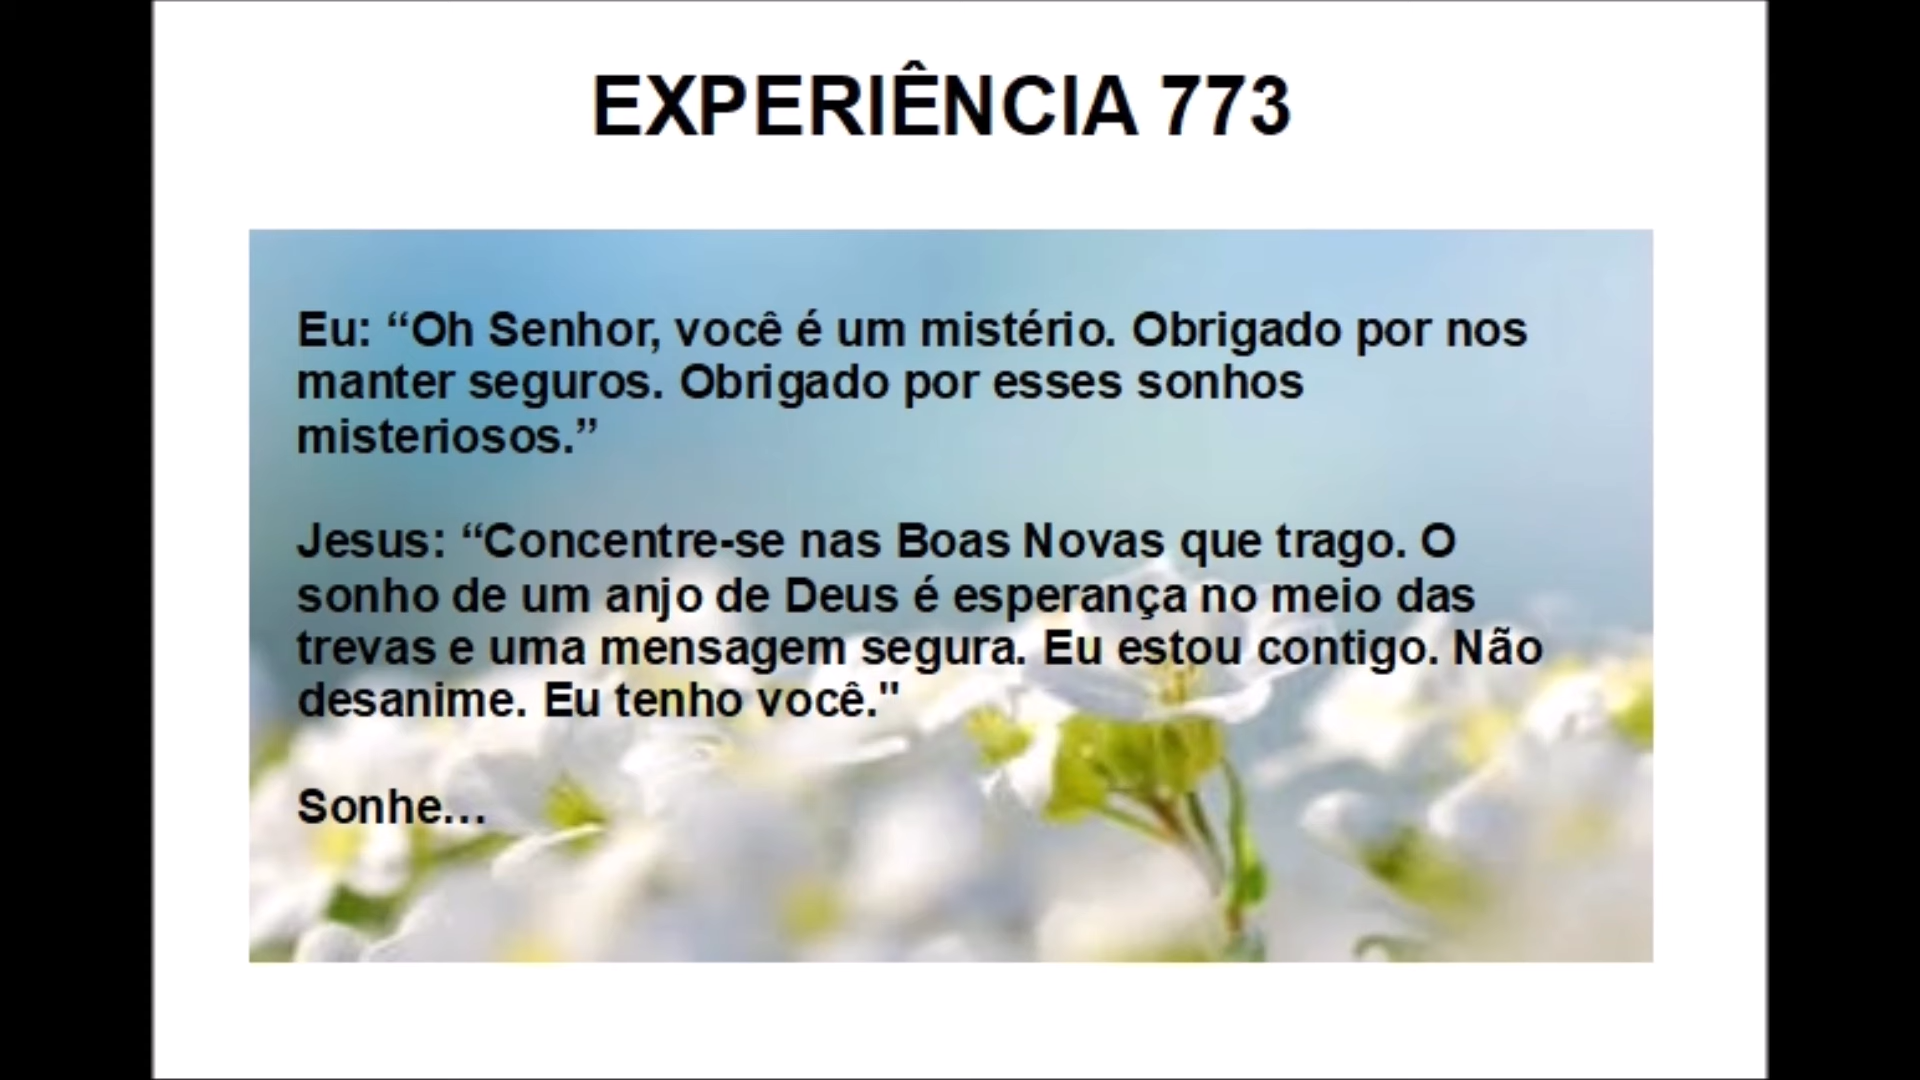 EXPERIÊNCIA 773
Eu: “Oh Senhor, você é um mistério. Obrigado por nos
manter seguros. Obrigado por esses sonhos
misteriosos.”
Jesus: “Concentre-se nas Boas Novas que trago. O
sonho de um anjo de Deus é esperança no meio das
trevas e uma mensagem segura. Eu estou contigo. Não
desanime. Eu tenho você."
Sonhe…